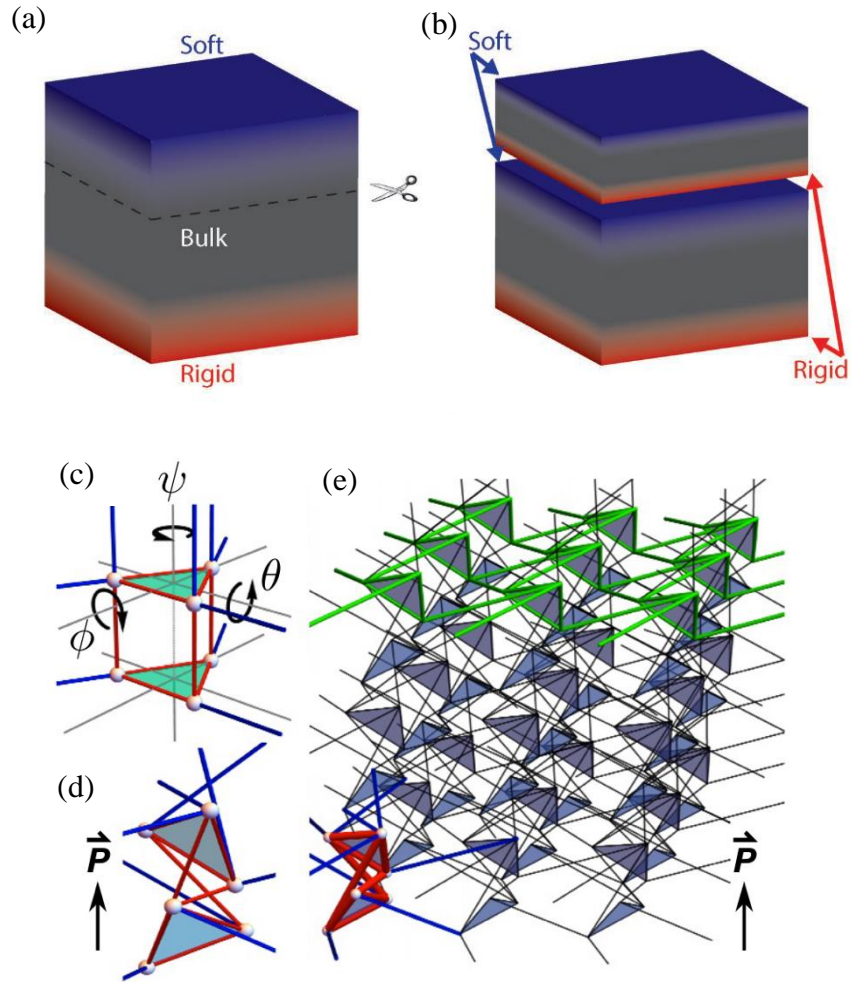 (a)
Soft
Bulk
Rigid
(b)
Soft
Rigid
(c)
ψ
θ
ϕ
(d)
P⃗
(e)
P⃗